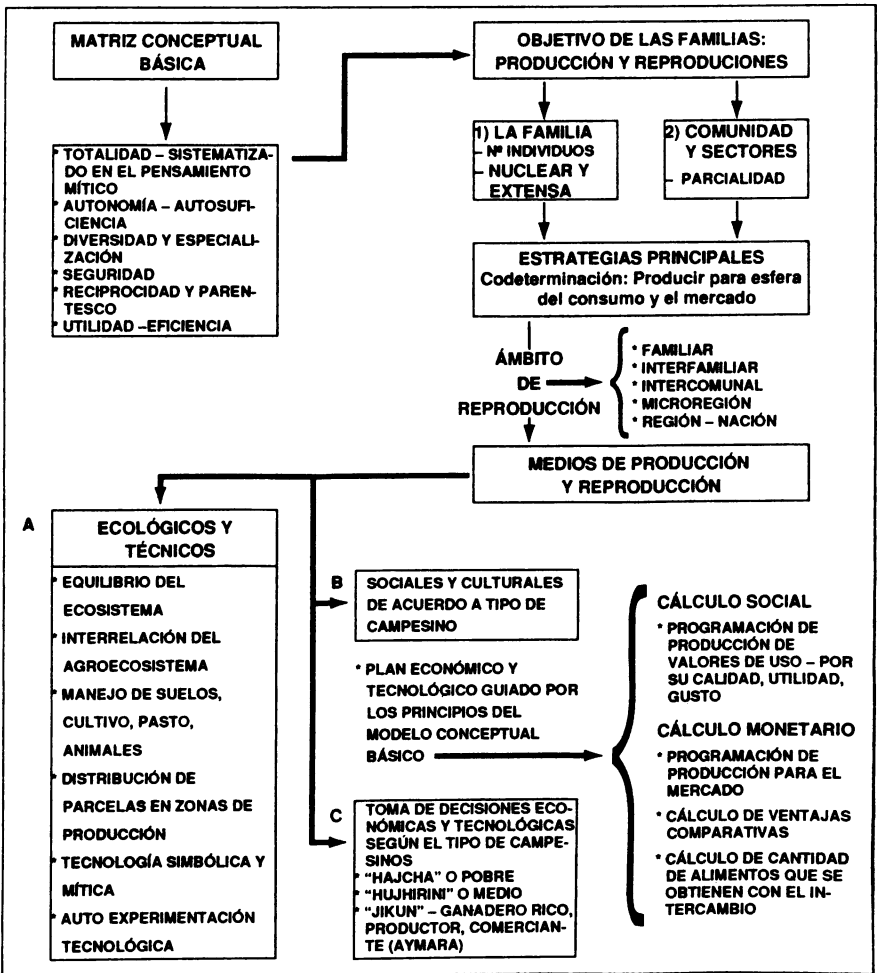 MATRIZ CONCEPTUAL
BÁSICA
* TOTALIDAD – SISTEMATIZA-
DO EN EL PENSAMIENTO
MÍTICO
* AUTONOMÍA – AUTOSUFI-
CIENCIA
* DIVERSIDAD Y ESPECIALI-
ZACIÓN
* SEGURIDAD
* RECIPROCIDAD Y PAREN-
TESCO
* UTILIDAD –EFICIENCIA
OBJETIVO DE LAS FAMILIAS:
PRODUCCIÓN Y REPRODUCIONES
1) LA FAMILIA
– Nº INDIVIDUOS
– NUCLEAR Y
EXTENSA
2) COMUNIDAD
Y SECTORES
– PARCIALIDAD
ESTRATEGIAS PRINCIPALES
Codeterminación: Producir para esfera
del consumo y el mercado
ÁMBITO
DE
REPRODUCCIÓN
* FAMILIAR
* INTERFAMILIAR
* INTERCOMUNAL
* MICROREGIÓN
* REGIÓN – NACIÓN
MEDIOS DE PRODUCCIÓN
Y REPRODUCCIÓN
A
ECOLÓGICOS Y
TÉCNICOS
* EQUILIBRIO DEL
ECOSISTEMA
* INTERRELACIÓN DEL
AGROECOSISTEMA
* MANEJO DE SUELOS,
CULTIVO, PASTO,
ANIMALES
* DISTRIBUCIÓN DE
PARCELAS EN ZONAS DE
PRODUCCIÓN
* TECNOLOGÍA SIMBÓLICA Y
MÍTICA
* AUTO EXPERIMENTACIÓN
TECNOLÓGICA
B
SOCIALES Y CULTURALES
DE ACUERDO A TIPO DE
CAMPESINO
* PLAN ECONÓMICO Y
TECNOLÓGICO GUIADO POR
LOS PRINCIPIOS DEL
MODELO CONCEPTUAL
BÁSICO
C
TOMA DE DECISIONES ECO-
NÓMICAS Y TECNOLÓGICAS
SEGÚN EL TIPO DE CAMPE-
SINOS
* "HAJCHA" O POBRE
* "HUJHIRINI" O MEDIO
* "JIKUN" – GANADERO RICO,
PRODUCTOR, COMERCIAN-
TE (AYMARA)
CÁLCULO SOCIAL
* PROGRAMACIÓN DE
PRODUCCIÓN DE
VALORES DE USO – POR
SU CALIDAD, UTILIDAD,
GUSTO
CÁLCULO MONETARIO
* PROGRAMACIÓN DE
PRODUCCIÓN PARA EL
MERCADO
* CÁLCULO DE VENTAJAS
COMPARATIVAS
* CÁLCULO DE CANTIDAD
DE ALIMENTOS QUE SE
OBTIENEN CON EL IN-
TERCAMBIO